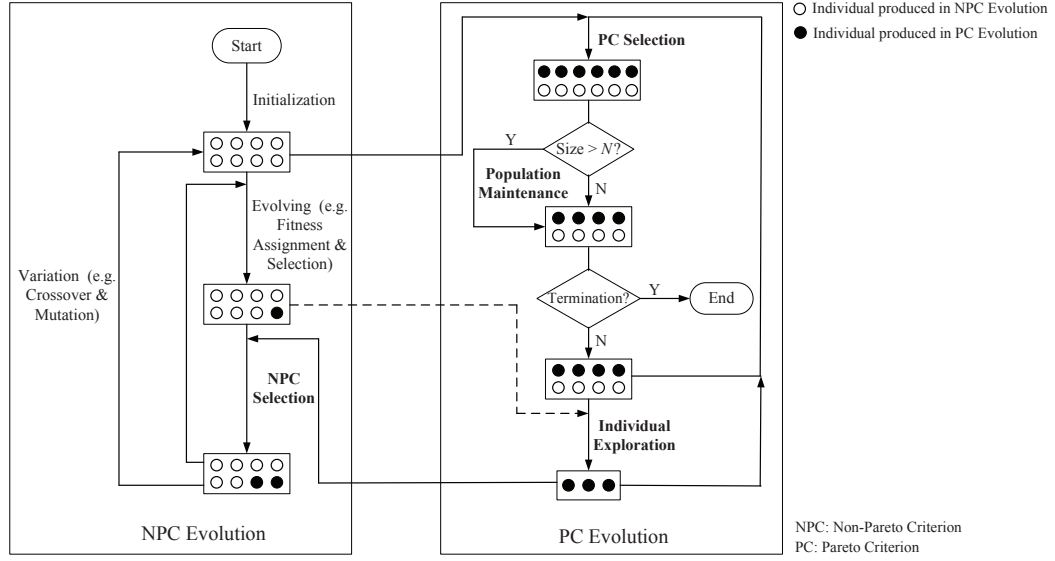 Start
Initialization
Evolving (e.g.
Fitness
Assignment &
Selection)
Variation (e.g.
Crossover &
Mutation)
NPC
Selection
NPC Evolution
PC Selection
Size > N?
Y
N
Population
Maintenance
Termination?
Y
End
N
Individual
Exploration
PC Evolution
Individual produced in NPC Evolution
Individual produced in PC Evolution
NPC: Non-Pareto Criterion
PC: Pareto Criterion